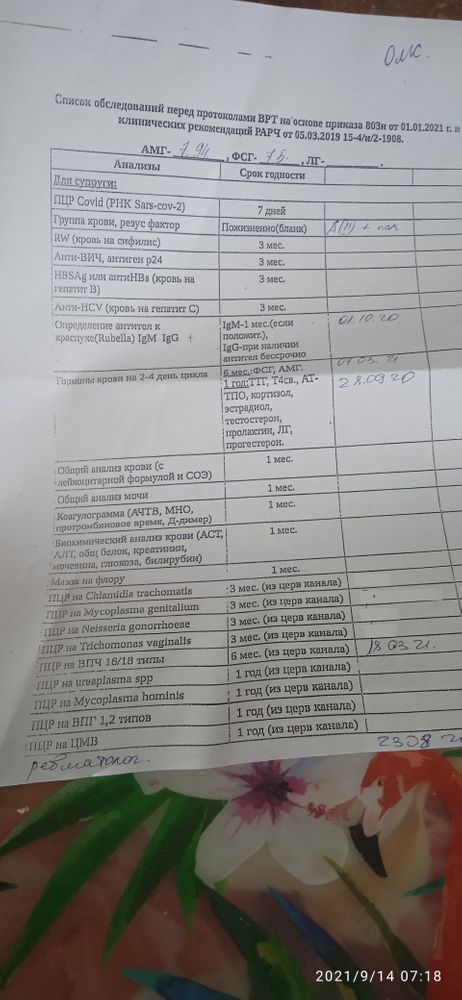 ОМК.
Список обследований перед протоколами ВРТ на основе приказа 803н от 01.01.2021 г. и
клинических рекомендаций РАРЧ от 05.03.2019 15-4/и/2-1908.
АМГ- 7.94, ФСГ- 7.5, ЛГ-
Анализы Срок годности
Для супруги:
ПЦР Covid (РНК Sars-cov-2) 7 дней
Группа крови, резус фактор Пожизненно(бланк) A(II) + пол
RW (кровь на сифилис) 3 мес.
Анти-ВИЧ, антиген р24 3 мес.
HBSAg или антиHBs (кровь на 3 мес.
гепатит B)
Анти-HCV (кровь на гепатит C) 3 мес.
Определение антител к IgM-1 мес.(если 01.10.20
краснухе(Rubella) IgM IgG + положит.),
IgG-при наличии
антител бессрочно
Гормоны крови на 2-4 день цикла 6 мес.:ФСГ, АМГ. 07.03.21
1 год:ТТГ, Т4св., АТ- 28.09.20
ТПО, кортизол,
эстрадиол,
тестостерон,
пролактин, ЛГ,
прогестерон.
Общий анализ крови (с 1 мес.
лейкоцитарной формулой и СОЭ)
Общий анализ мочи 1 мес.
Коагулограмма (АЧТВ, МНО, 1 мес.
протромбиновое время, Д-димер)
Биохимический анализ крови (АСТ, 1 мес.
АЛТ, общ белок, креатинин,
мочевина, глюкоза, билирубин)
Мазок на флору 1 мес.
ПЦР на Chlamidia trachomatis 3 мес. (из церв канала)
ПЦР на Mycoplasma genitalium 3 мес. (из церв канала)
ПЦР на Neisseria gonorrhoeae 3 мес. (из церв канала)
ПЦР на Trichomonas vaginalis 3 мес. (из церв канала)
ПЦР на ВПЧ 16/18 типы 6 мес. (из церв канала) 18.03.21.
ПЦР на ureaplasma spp 1 год (из церв канала)
ПЦР на Mycoplasma hominis 1 год (из церв канала)
ПЦР на ВПГ 1,2 типов 1 год (из церв канала)
ПЦР на ЦМВ 1 год (из церв канала)
ревматолог. 23.08
2021/9/14 07:18